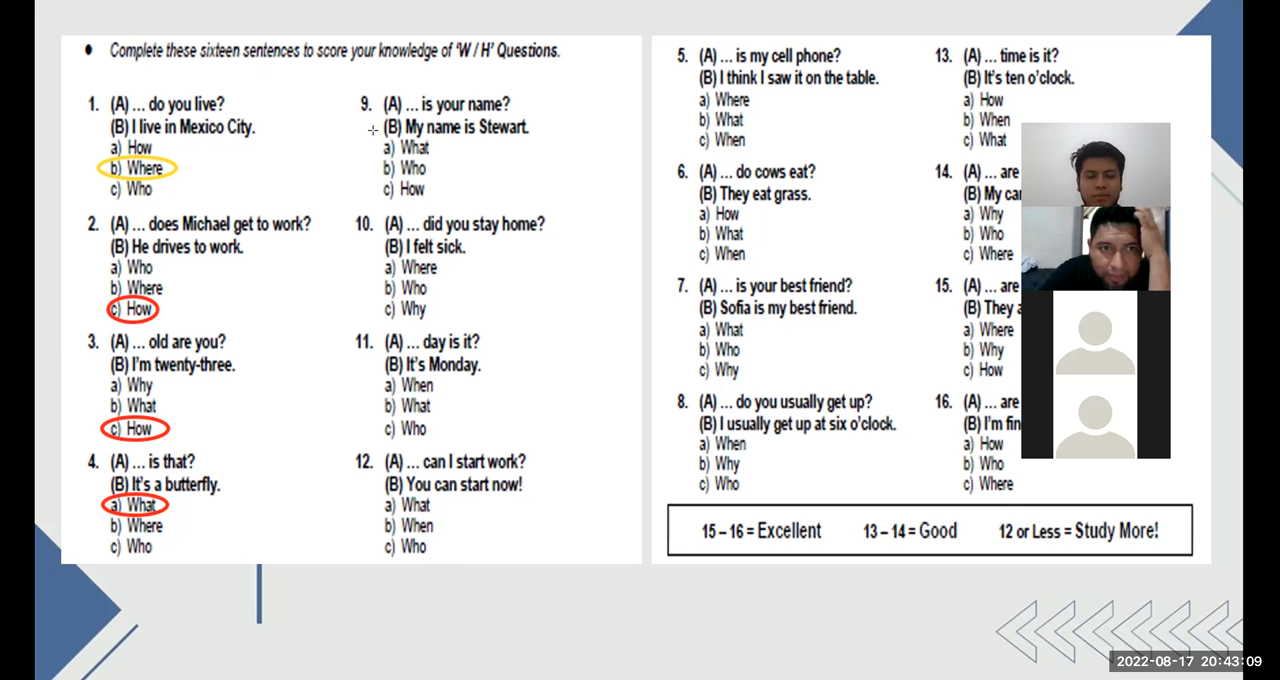 ● Complete these sixteen sentences to score your knowledge of ‘W / H’ Questions.
1. (A) ... do you live?
(B) I live in Mexico City.
a) How
b) Where
c) Who
2. (A) ... does Michael get to work?
(B) He drives to work.
a) Who
b) Where
c) How
3. (A) ... old are you?
(B) I'm twenty-three.
a) Why
b) What
c) How
4. (A) ... is that?
(B) It's a butterfly.
a) What
b) Where
c) Who
9. (A) ... is your name?
(B) My name is Stewart.
a) What
b) Who
c) How
10. (A) ... did you stay home?
(B) I felt sick.
a) Where
b) Who
c) Why
11. (A) ... day is it?
(B) It's Monday.
a) When
b) What
c) Who
12. (A) ... can I start work?
(B) You can start now!
a) What
b) When
c) Who
5. (A) ... is my cell phone?
(B) I think I saw it on the table.
a) Where
b) What
c) When
6. (A) ... do cows eat?
(B) They eat grass.
a) How
b) What
c) When
7. (A) ... is your best friend?
(B) Sofia is my best friend.
a) What
b) Who
c) Why
8. (A) ... do you usually get up?
(B) I usually get up at six o'clock.
a) When
b) Why
c) Who
13. (A) ... time is it?
(B) It's ten o'clock.
a) How
b) When
c) What
14. (A) ... are
(B) My
a) Why
b) Who
c) Where
15. (A) ... are
(B) They
a) Where
b) Why
c) How
16. (A) ... are
(B) I'm
a) How
b) Who
c) Where
15 – 16 = Excellent 13 – 14 = Good 12 or Less = Study More!
2022-08-17 20:43:09